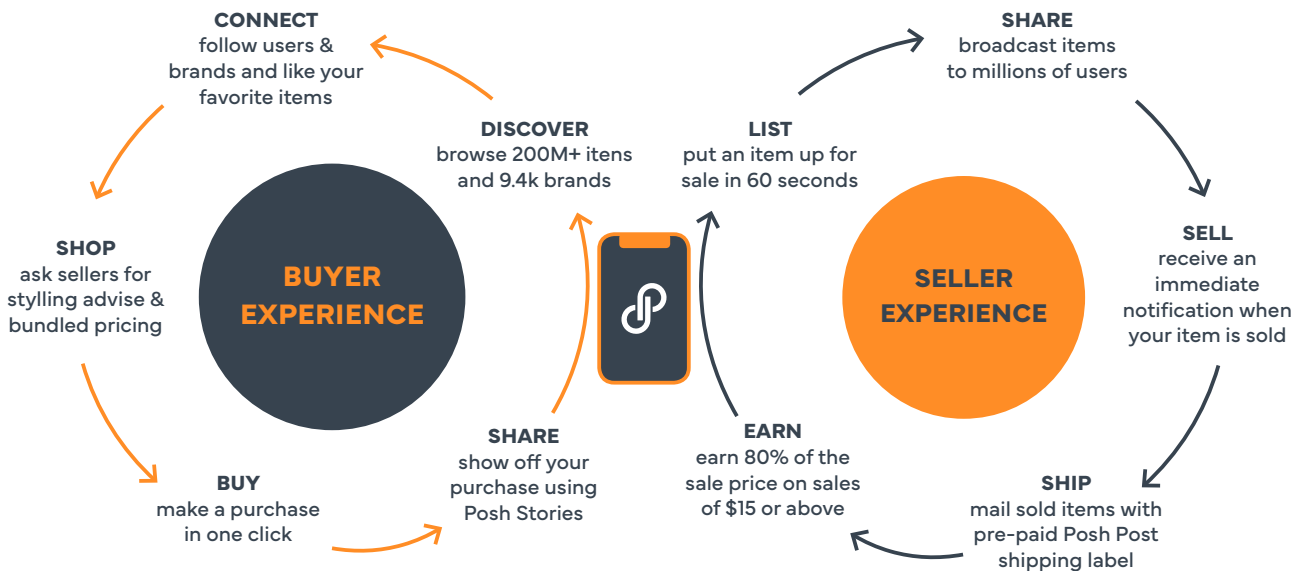 CONNECT
follow users &
brands and like your
favorite items
DISCOVER
browse 200M+ itens
and 9.4k brands
SHOP
ask sellers for
stylling advise &
bundled pricing
BUYER
EXPERIENCE
BUY
make a purchase
in one click
SHARE
show off your
purchase using
Posh Stories
SHARE
broadcast items
to millions of users
LIST
put an item up for
sale in 60 seconds
SELL
receive an
immediate
notification when
your item is sold
SELLER
EXPERIENCE
EARN
earn 80% of the
sale price on sales
of $15 or above
SHIP
mail sold items with
pre-paid Posh Post
shipping label